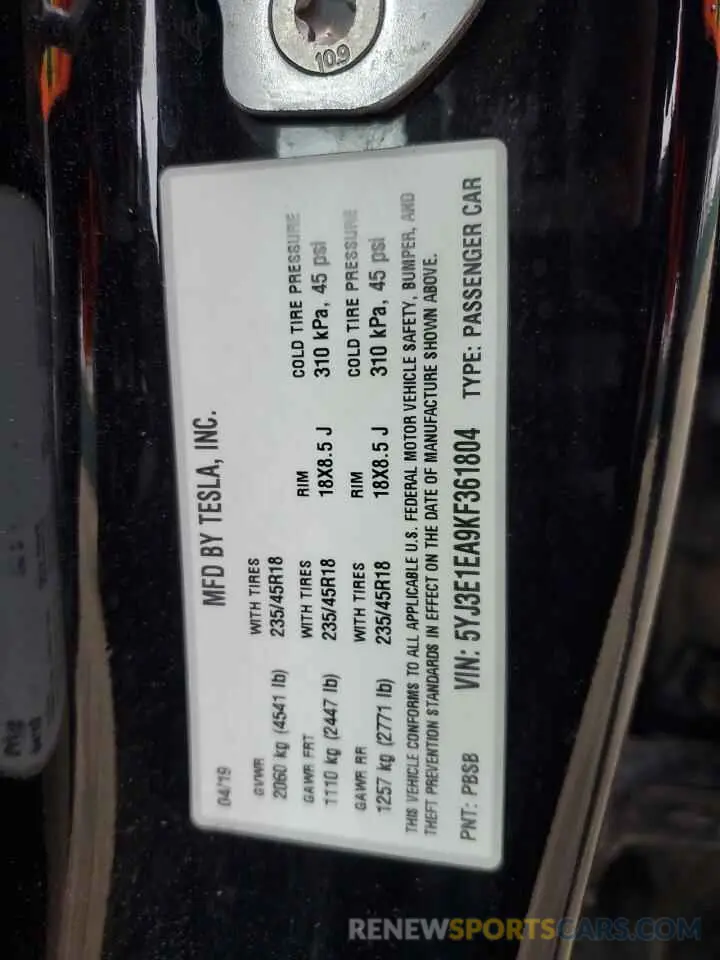 10.9
MFD BY TESLA, INC.
04/19
GVWR WITH TIRES RIM COLD TIRE PRESSURE
2060 kg (4541 lb) 235/45R18 18X8.5 J 310 kPa, 45 psi
GAWR FRT WITH TIRES RIM COLD TIRE PRESSURE
1110 kg (2447 lb) 235/45R18 18X8.5 J 310 kPa, 45 psi
GAWR RR WITH TIRES
1257 kg (2771 lb) 235/45R18
THIS VEHICLE CONFORMS TO ALL APPLICABLE U.S. FEDERAL MOTOR VEHICLE SAFETY, BUMPER, AND
THEFT PREVENTION STANDARDS IN EFFECT ON THE DATE OF MANUFACTURE SHOWN ABOVE.
PNT: PBSB VIN: 5YJ3E1EA9KF361804 TYPE: PASSENGER CAR
RENEWSPORTSCARS.COM